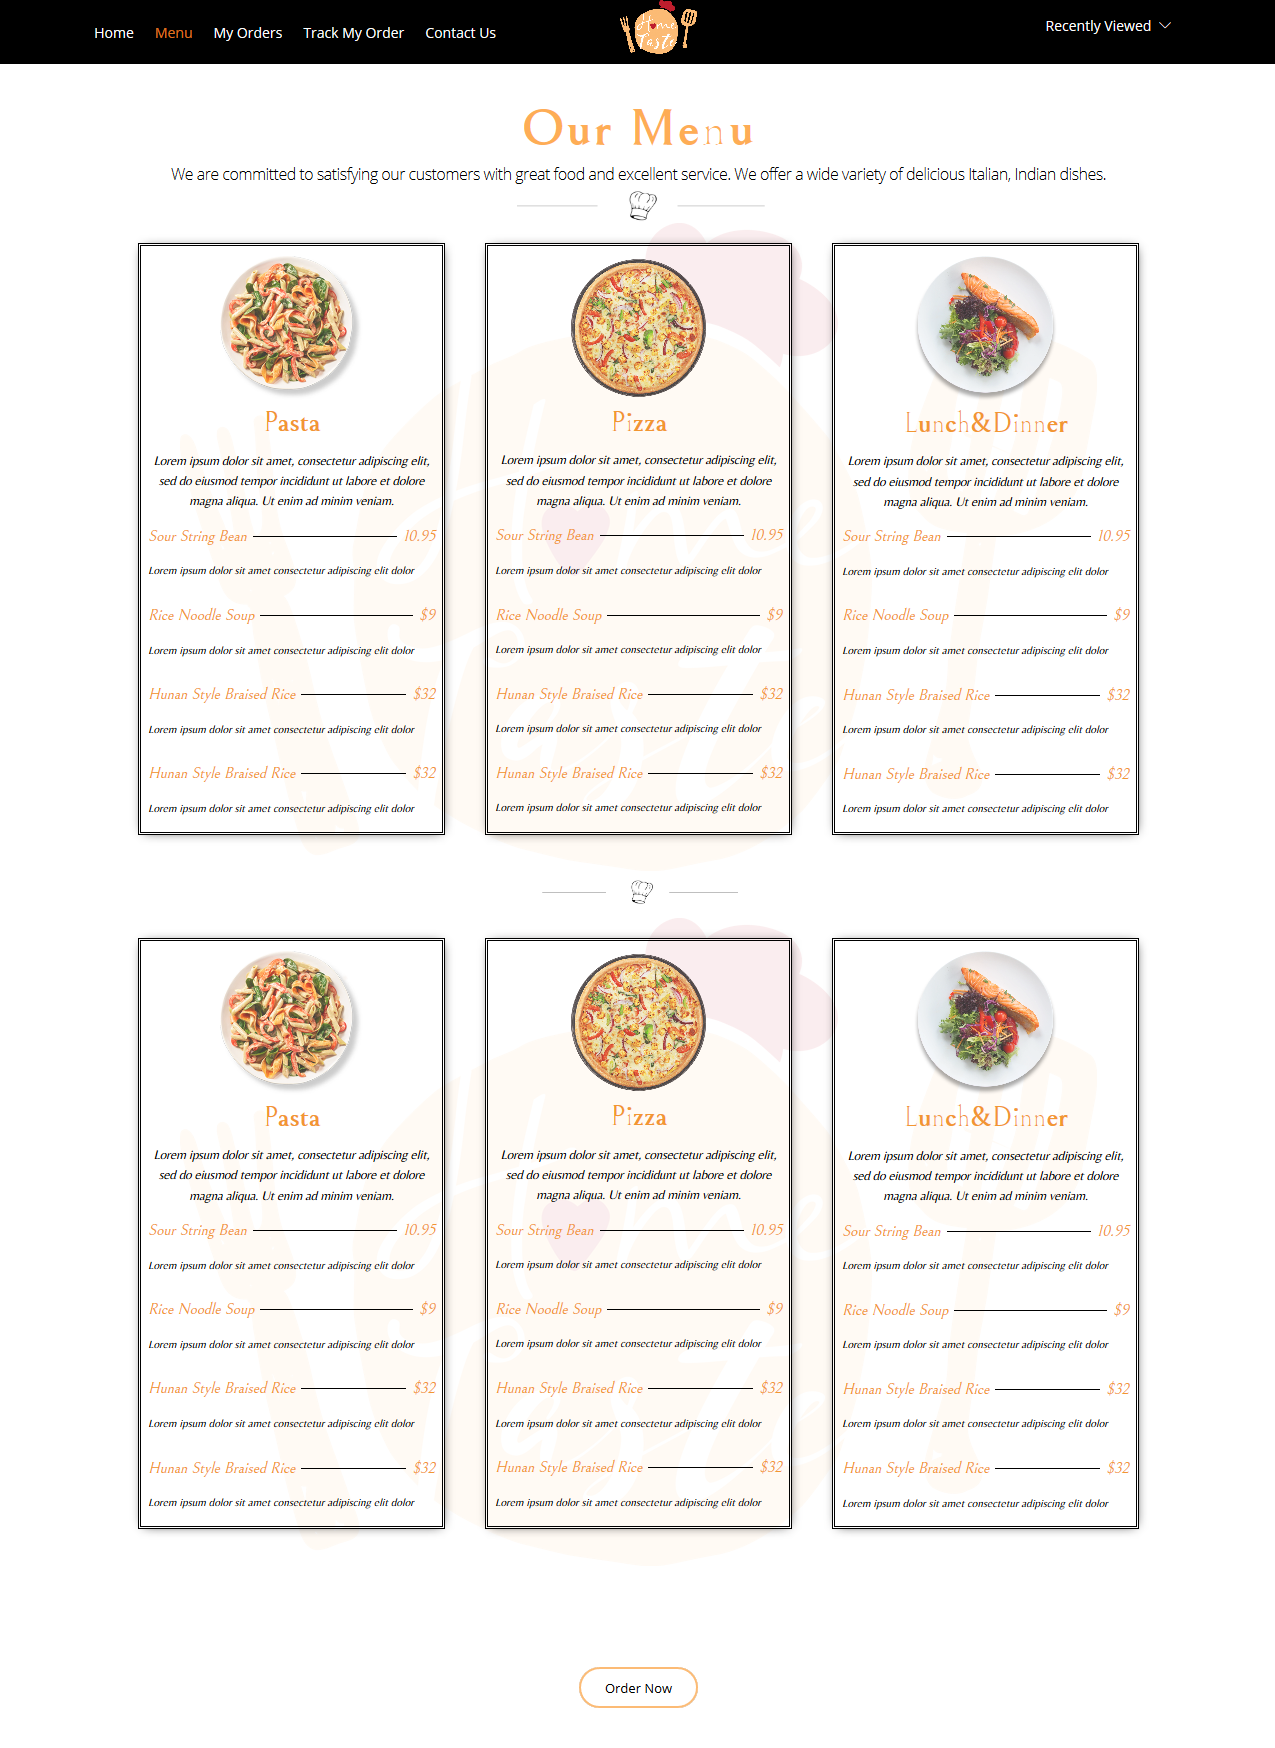 Home Menu My Orders Track My Order Contact Us
Home
Taste
Recently Viewed
Our Menu
We are committed to satisfying our customers with great food and excellent service. We offer a wide variety of delicious Italian, Indian dishes.
Pasta
Lorem ipsum dolor sit amet, consectetur adipiscing elit,
sed do eiusmod tempor incididunt ut labore et dolore
magna aliqua. Ut enim ad minim veniam.
Sour String Bean 10.95
Lorem ipsum dolor sit amet consectetur adipiscing elit dolor
Rice Noodle Soup $9
Lorem ipsum dolor sit amet consectetur adipiscing elit dolor
Hunan Style Braised Rice $32
Lorem ipsum dolor sit amet consectetur adipiscing elit dolor
Hunan Style Braised Rice $32
Lorem ipsum dolor sit amet consectetur adipiscing elit dolor
Pizza
Lorem ipsum dolor sit amet, consectetur adipiscing elit,
sed do eiusmod tempor incididunt ut labore et dolore
magna aliqua. Ut enim ad minim veniam.
Sour String Bean 10.95
Lorem ipsum dolor sit amet consectetur adipiscing elit dolor
Rice Noodle Soup $9
Lorem ipsum dolor sit amet consectetur adipiscing elit dolor
Hunan Style Braised Rice $32
Lorem ipsum dolor sit amet consectetur adipiscing elit dolor
Hunan Style Braised Rice $32
Lorem ipsum dolor sit amet consectetur adipiscing elit dolor
Lunch&Dinner
Lorem ipsum dolor sit amet, consectetur adipiscing elit,
sed do eiusmod tempor incididunt ut labore et dolore
magna aliqua. Ut enim ad minim veniam.
Sour String Bean 10.95
Lorem ipsum dolor sit amet consectetur adipiscing elit dolor
Rice Noodle Soup $9
Lorem ipsum dolor sit amet consectetur adipiscing elit dolor
Hunan Style Braised Rice $32
Lorem ipsum dolor sit amet consectetur adipiscing elit dolor
Hunan Style Braised Rice $32
Lorem ipsum dolor sit amet consectetur adipiscing elit dolor
Home
Taste
Pasta
Lorem ipsum dolor sit amet, consectetur adipiscing elit,
sed do eiusmod tempor incididunt ut labore et dolore
magna aliqua. Ut enim ad minim veniam.
Sour String Bean 10.95
Lorem ipsum dolor sit amet consectetur adipiscing elit dolor
Rice Noodle Soup $9
Lorem ipsum dolor sit amet consectetur adipiscing elit dolor
Hunan Style Braised Rice $32
Lorem ipsum dolor sit amet consectetur adipiscing elit dolor
Hunan Style Braised Rice $32
Lorem ipsum dolor sit amet consectetur adipiscing elit dolor
Pizza
Lorem ipsum dolor sit amet, consectetur adipiscing elit,
sed do eiusmod tempor incididunt ut labore et dolore
magna aliqua. Ut enim ad minim veniam.
Sour String Bean 10.95
Lorem ipsum dolor sit amet consectetur adipiscing elit dolor
Rice Noodle Soup $9
Lorem ipsum dolor sit amet consectetur adipiscing elit dolor
Hunan Style Braised Rice $32
Lorem ipsum dolor sit amet consectetur adipiscing elit dolor
Hunan Style Braised Rice $32
Lorem ipsum dolor sit amet consectetur adipiscing elit dolor
Lunch&Dinner
Lorem ipsum dolor sit amet, consectetur adipiscing elit,
sed do eiusmod tempor incididunt ut labore et dolore
magna aliqua. Ut enim ad minim veniam.
Sour String Bean 10.95
Lorem ipsum dolor sit amet consectetur adipiscing elit dolor
Rice Noodle Soup $9
Lorem ipsum dolor sit amet consectetur adipiscing elit dolor
Hunan Style Braised Rice $32
Lorem ipsum dolor sit amet consectetur adipiscing elit dolor
Hunan Style Braised Rice $32
Lorem ipsum dolor sit amet consectetur adipiscing elit dolor
Home
Taste
Order Now